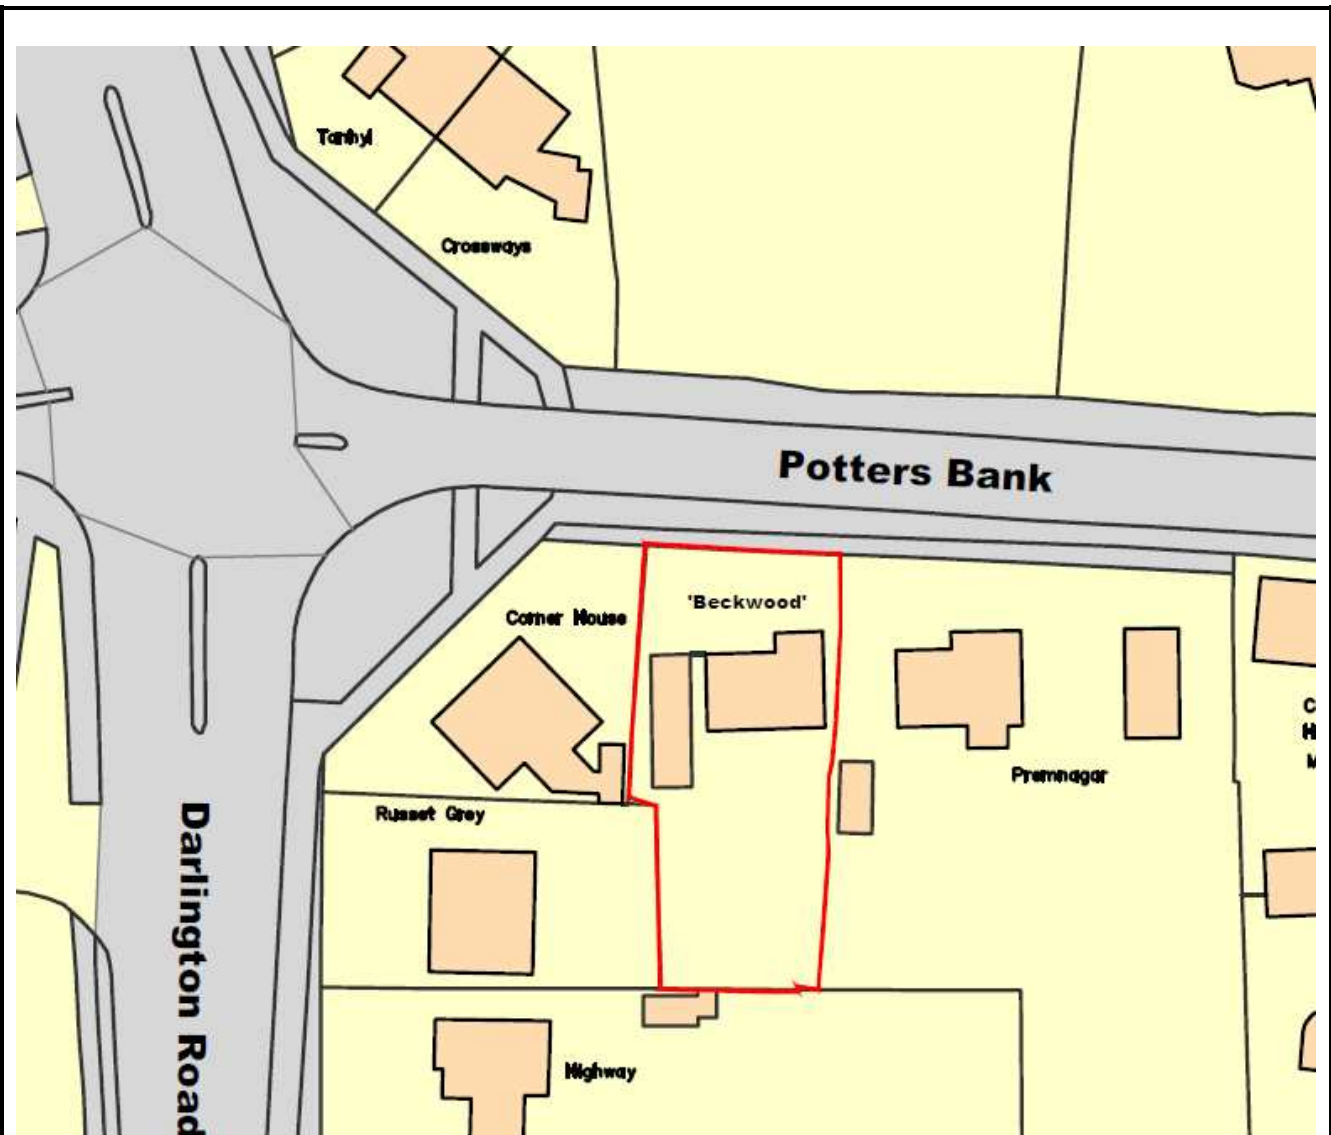 Tanhyl
Crossways
Potters Bank
'Beckwood'
Corner House
C
H
M
Premnagar
Russet Grey
Darlington Road
Highway